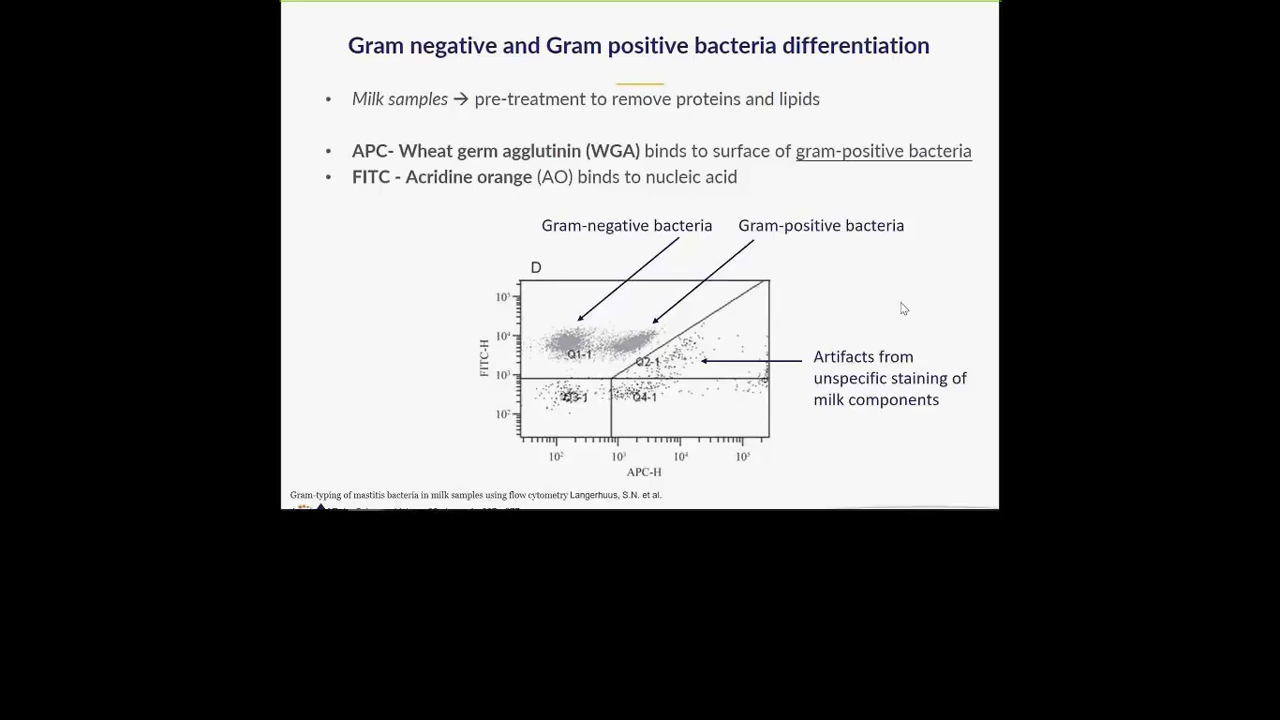 Gram negative and Gram positive bacteria differentiation
• Milk samples → pre-treatment to remove proteins and lipids
• APC- Wheat germ agglutinin (WGA) binds to surface of gram-positive bacteria
• FITC - Acridine orange (AO) binds to nucleic acid
Gram-negative bacteria Gram-positive bacteria
D
10⁵
10⁴
10³
10²
FITC-H
Q1-1
Q2-1
Q3-1
Q4-1
10² 10³ 10⁴ 10⁵
APC-H
Artifacts from
unspecific staining of
milk components
Gram-typing of mastitis bacteria in milk samples using flow cytometry Langerhuus, S.N. et al.